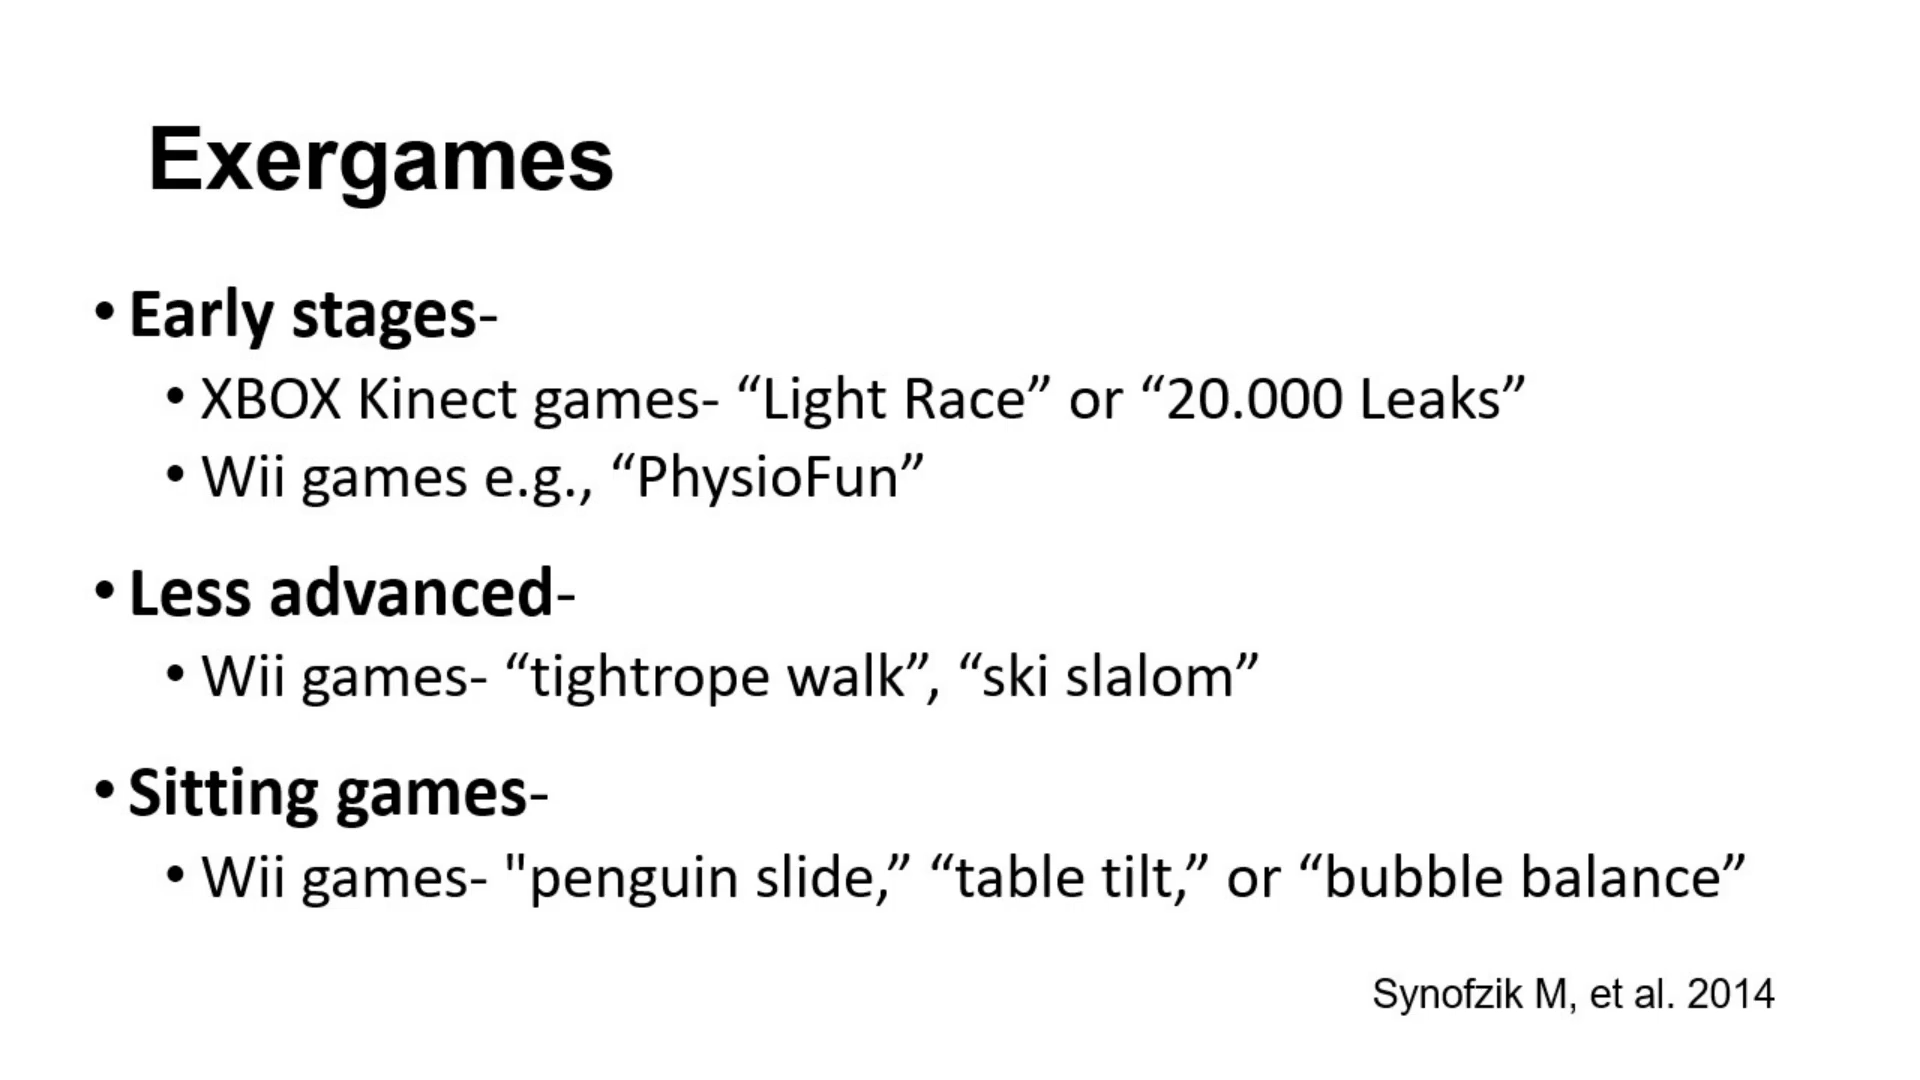 Exergames
• Early stages-
• XBOX Kinect games- “Light Race” or “20.000 Leaks”
• Wii games e.g., “PhysioFun”
• Less advanced-
• Wii games- “tightrope walk”, “ski slalom”
• Sitting games-
• Wii games- "penguin slide,” “table tilt,” or “bubble balance”
Synofzik M, et al. 2014